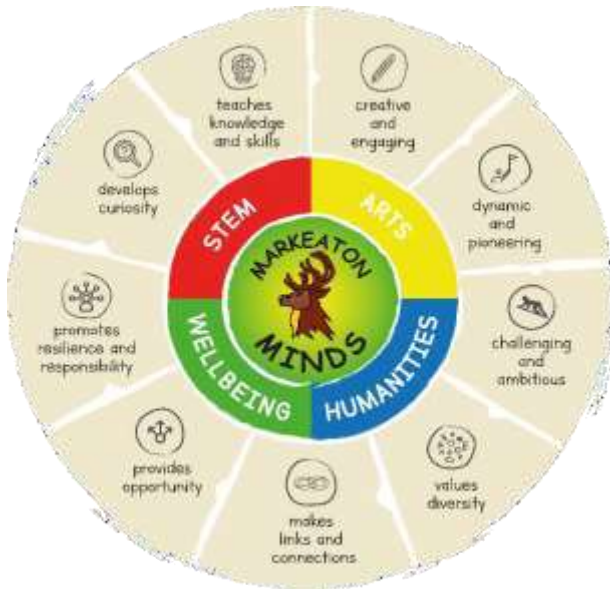 MARKEATON
MINDS
STEM
ARTS
HUMANITIES
WELLBEING
creative
and
engaging
dynamic
and
pioneering
challenging
and
ambitious
values
diversity
makes
links and
connections
provides
opportunity
promotes
resilience and
responsibility
develops
curiosity
teaches
knowledge
and skills